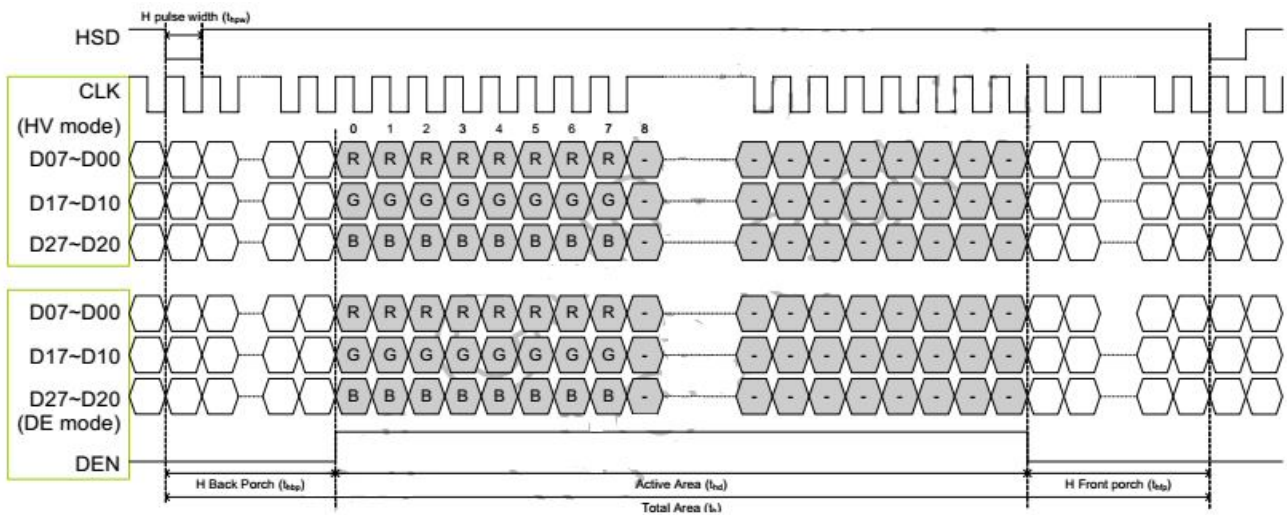 H pulse width (thpw)
HSD
CLK
(HV mode)
0 1 2 3 4 5 6 7 8
D07~D00 R R R R R R R R - - - - - - - - -
D17~D10 G G G G G G G G - - - - - - - - -
D27~D20 B B B B B B B B - - - - - - - - -
D07~D00 R R R R R R R R - - - - - - - - -
D17~D10 G G G G G G G G - - - - - - - - -
D27~D20 B B B B B B B B - - - - - - - - -
(DE mode)
DEN
H Back Porch (thbp) Active Area (thd) H Front porch (thfp)
Total Area (th)